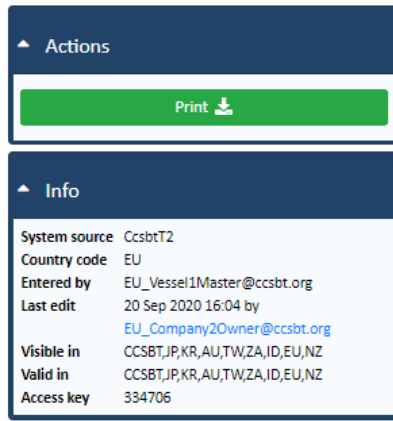 Actions
Print
Info
System source CcsbtT2
Country code EU
Entered by EU_Vessel1Master@ccsbt.org
Last edit 20 Sep 2020 16:04 by
EU_Company2Owner@ccsbt.org
Visible in CCSBT,JP,KR,AU,TW,ZA,ID,EU,NZ
Valid in CCSBT,JP,KR,AU,TW,ZA,ID,EU,NZ
Access key 334706